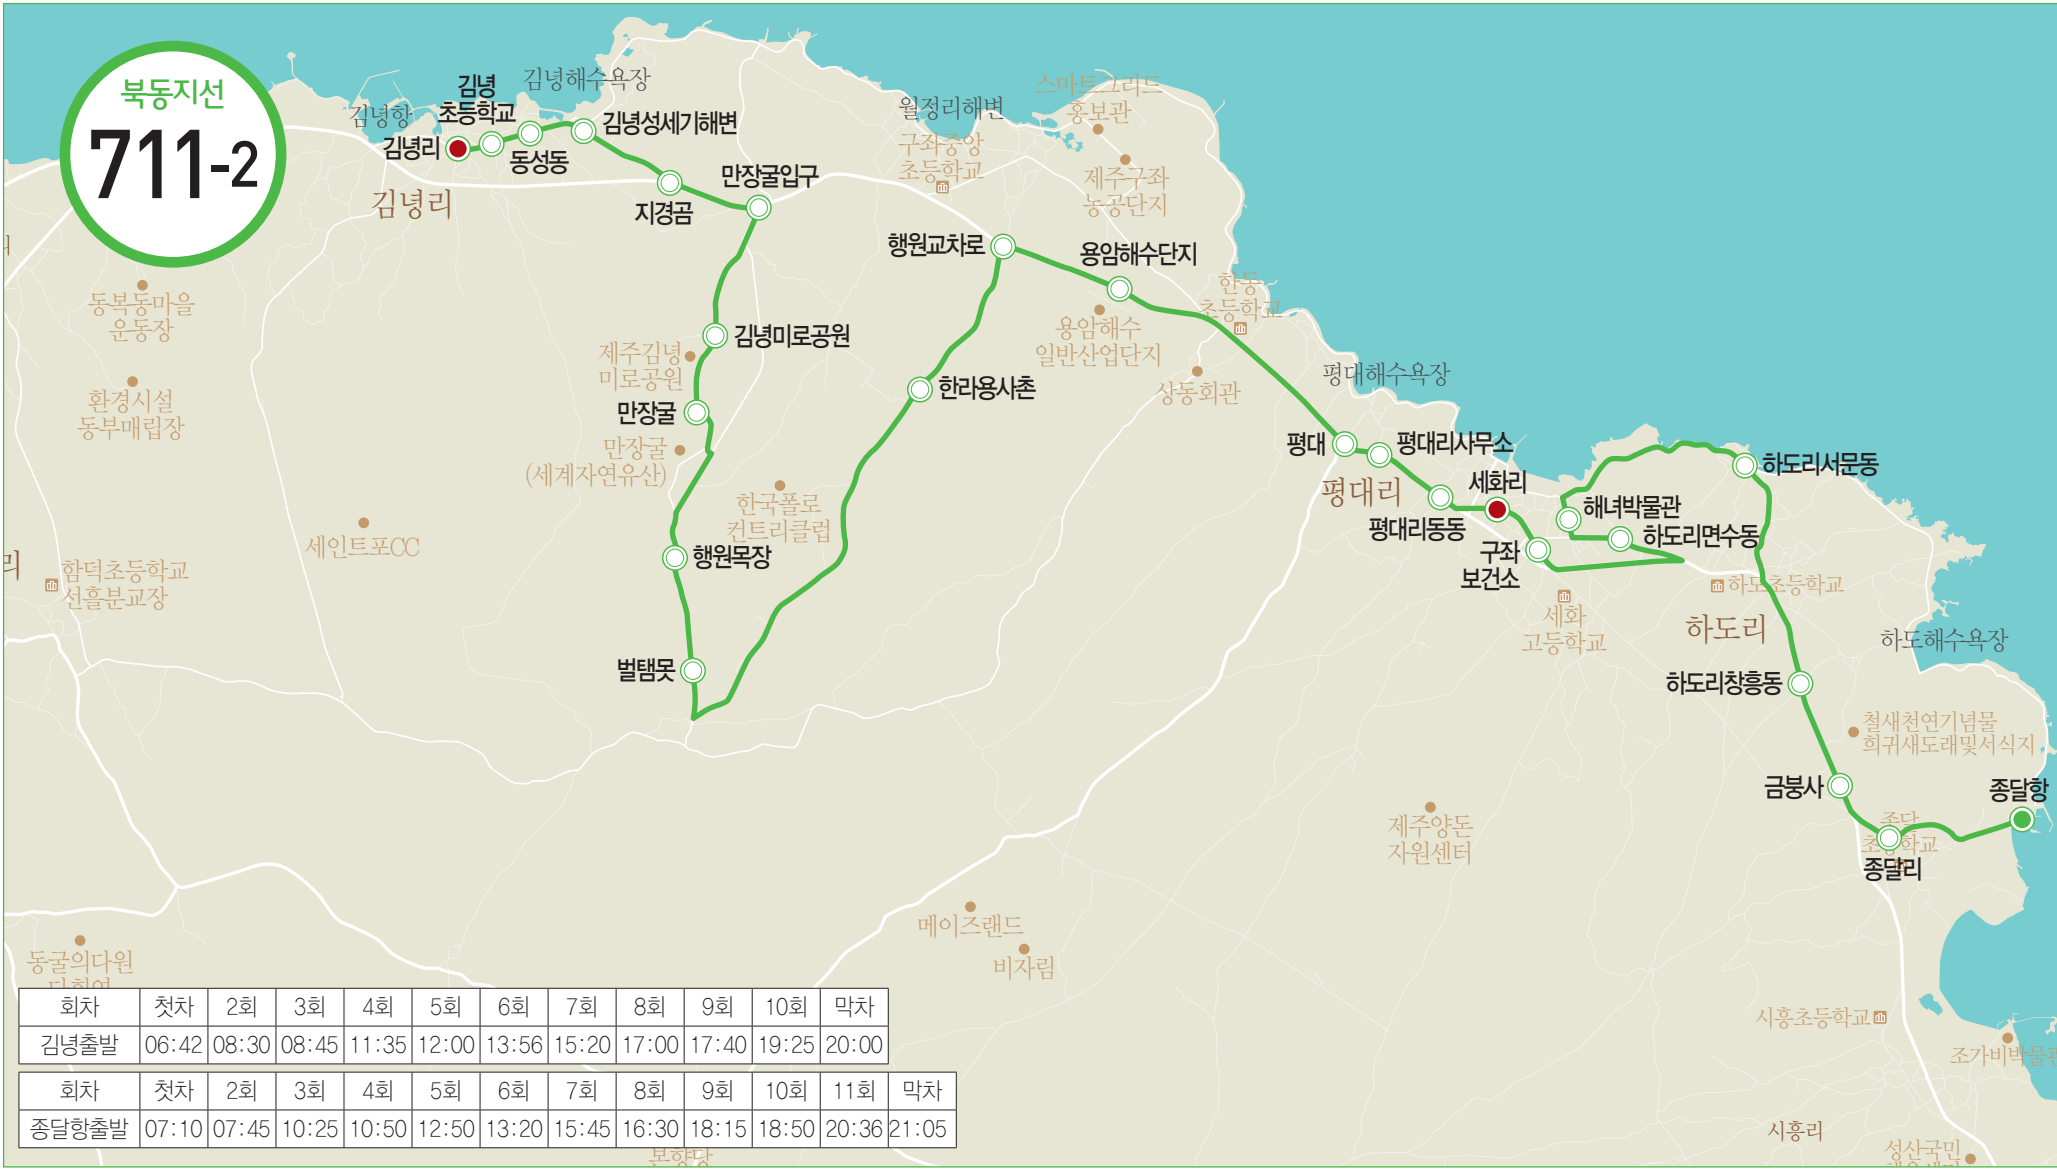 북동지선
711-2
김녕항
김녕
초등학교
김녕해수욕장
김녕리
동성동
김녕성세기해변
김녕리
지경곰
만장굴입구
월정리해변
구좌중앙
초등학교
스마트그리드
홍보관
제주구좌
농공단지
행원교차로
용암해수단지
한동
초등학교
동복동마을
운동장
환경시설
동부매립장
제주김녕
미로공원
김녕미로공원
만장굴
만장굴
(세계자연유산)
한라용사촌
용암해수
일반산업단지
상동회관
평대해수욕장
한국폴로
컨트리클럽
세인트포CC
리
함덕초등학교
선흘분교장
행원목장
벌탬못
평대
평대리사무소
평대리
세화리
평대리동동
구좌
보건소
해녀박물관
하도리면수동
하도리서문동
하도초등학교
세화
고등학교
하도리
하도해수욕장
하도리창흥동
철새천연기념물
희귀새도래및서식지
금붕사
종달
초등학교
종달리
종달항
제주양돈
자원센터
메이즈랜드
비자림
동굴의다원
다희연
시흥초등학교
조가비박물관
시흥리
성산국민
본향당
회차 첫차 2회 3회 4회 5회 6회 7회 8회 9회 10회 막차
김녕출발 06:42 08:30 08:45 11:35 12:00 13:56 15:20 17:00 17:40 19:25 20:00
회차 첫차 2회 3회 4회 5회 6회 7회 8회 9회 10회 11회 막차
종달항출발 07:10 07:45 10:25 10:50 12:50 13:20 15:45 16:30 18:15 18:50 20:36 21:05